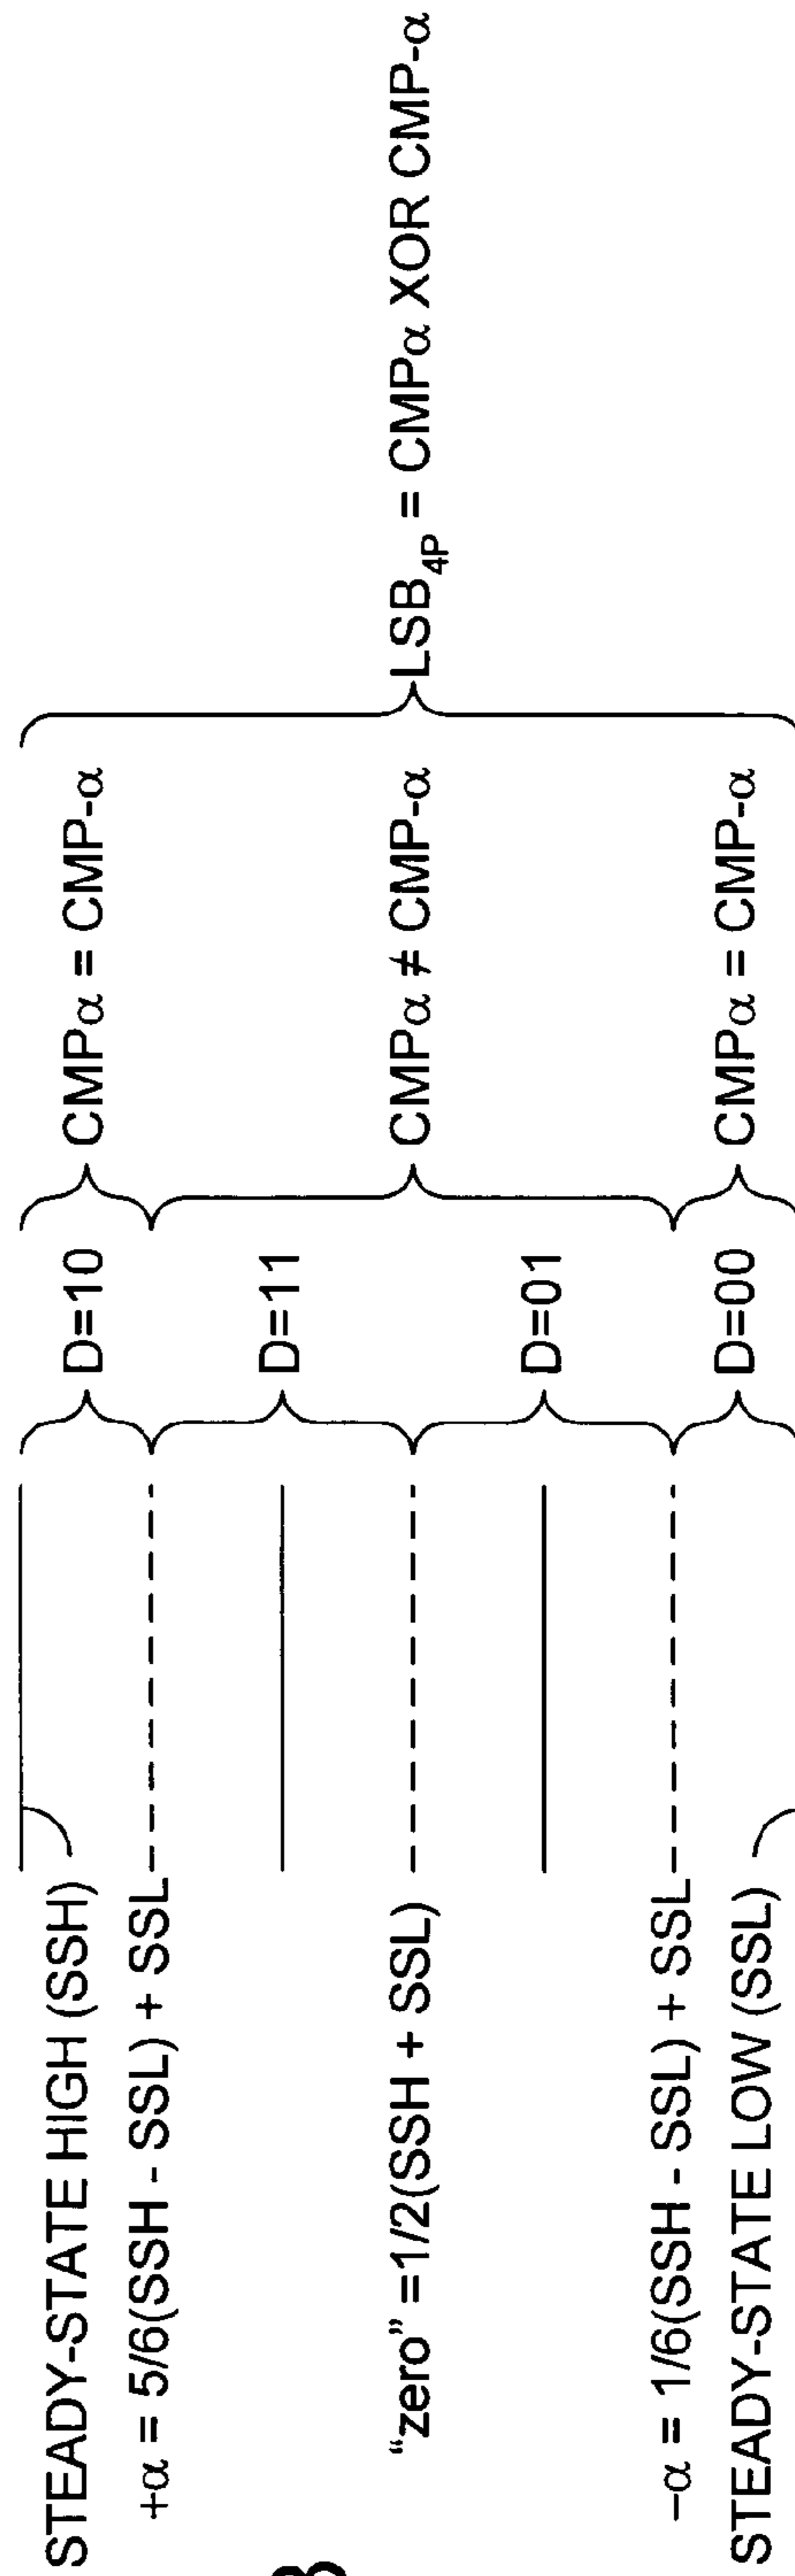 STEADY-STATE HIGH (SSH)
+α = 5/6(SSH - SSL) + SSL
“zero” =1/2(SSH + SSL)
−α = 1/6(SSH - SSL) + SSL
STEADY-STATE LOW (SSL)
D=10
D=11
D=01
D=00
CMPα = CMP-α
CMPα ≠ CMP-α
CMPα = CMP-α
LSB4P = CMPα XOR CMP-α